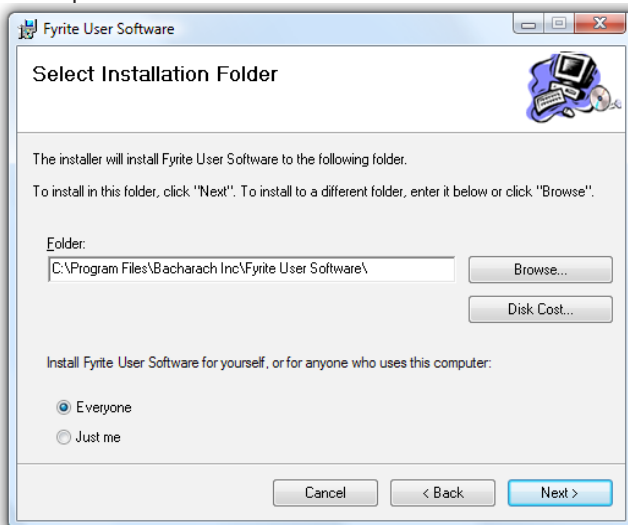 Fyrite User Software
Select Installation Folder
The installer will install Fyrite User Software to the following folder.
To install in this folder, click "Next". To install to a different folder, enter it below or click "Browse".
Folder:
C:\Program Files\Bacharach Inc\Fyrite User Software\
Browse...
Disk Cost...
Install Fyrite User Software for yourself, or for anyone who uses this computer:
Everyone
Just me
Cancel
< Back
Next >